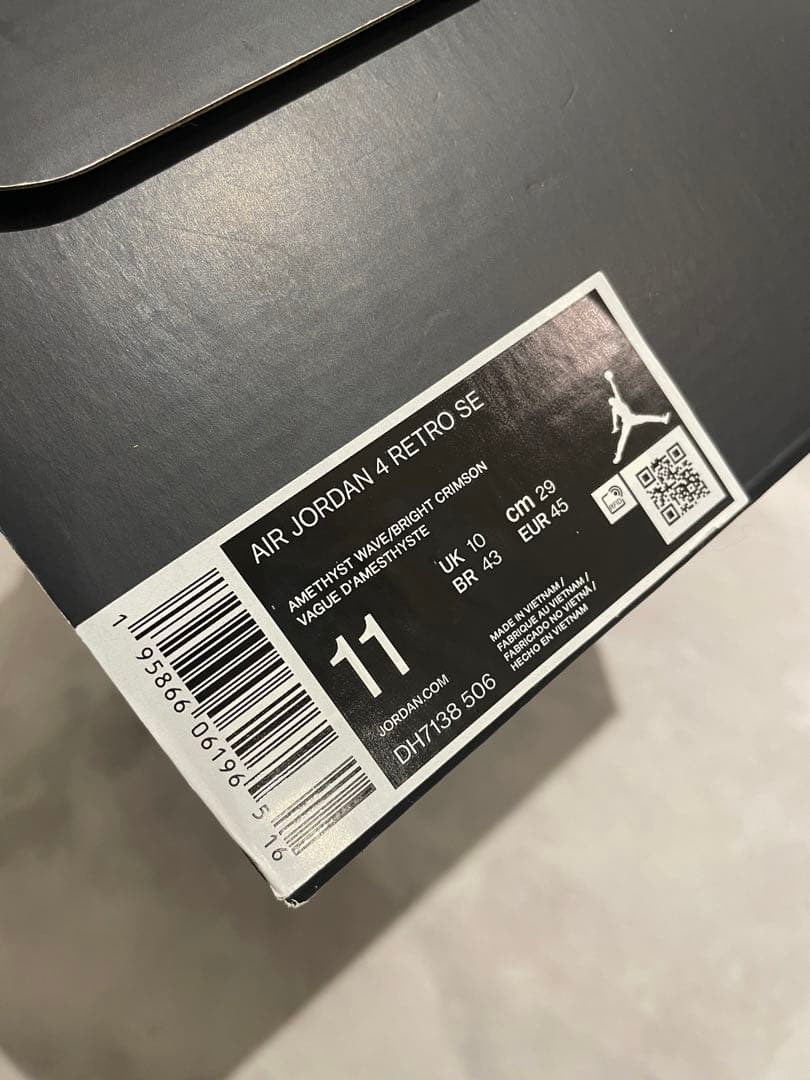 AIR JORDAN 4 RETRO SE
AMETHYST WAVE/BRIGHT CRIMSON
VAGUE D'AMESTHYSTE
11
UK 10
cm 29
BR 43
EUR 45
JORDAN.COM
DH7138 506
MADE IN VIETNAM/
FABRIQUE AU VIETNAM/
FABRICADO NO VIETNÃ/
HECHO EN VIETNAM
1 95866 06196 5 16